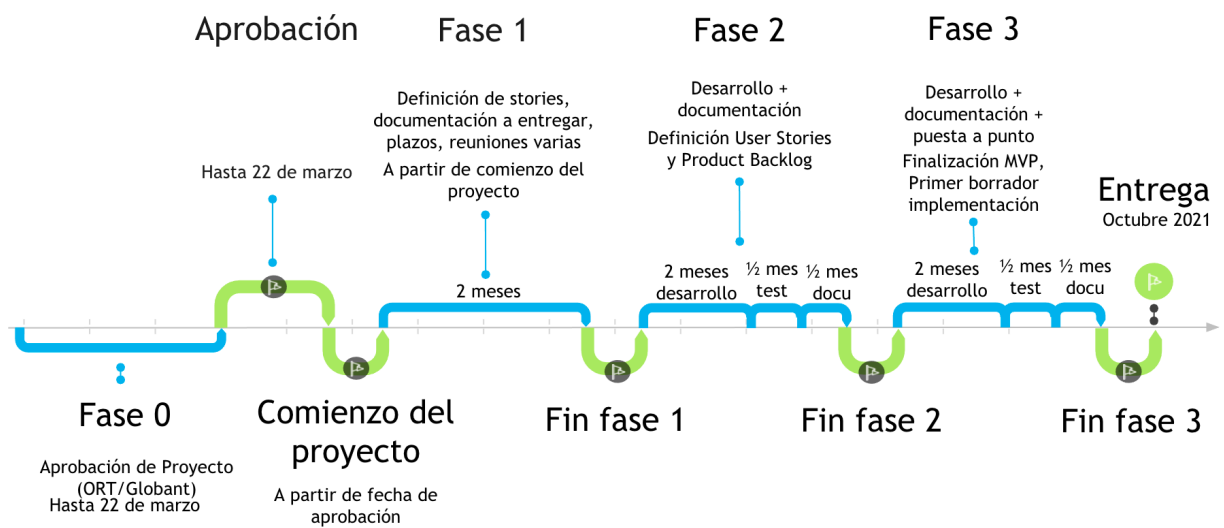 Aprobación
Fase 1
Fase 2
Fase 3
Hasta 22 de marzo
Definición de stories,
documentación a entregar,
plazos, reuniones varias
A partir de comienzo del
proyecto
Desarrollo +
documentación
Definición User Stories
y Product Backlog
Desarrollo +
documentación +
puesta a punto
Finalización MVP,
Primer borrador
implementación
Entrega
Octubre 2021
2 meses
2 meses
desarrollo
½ mes
test
½ mes
docu
2 meses
desarrollo
½ mes
test
½ mes
docu
Fase 0
Aprobación de Proyecto
(ORT/Globant)
Hasta 22 de marzo
Comienzo del
proyecto
A partir de fecha de
aprobación
Fin fase 1
Fin fase 2
Fin fase 3